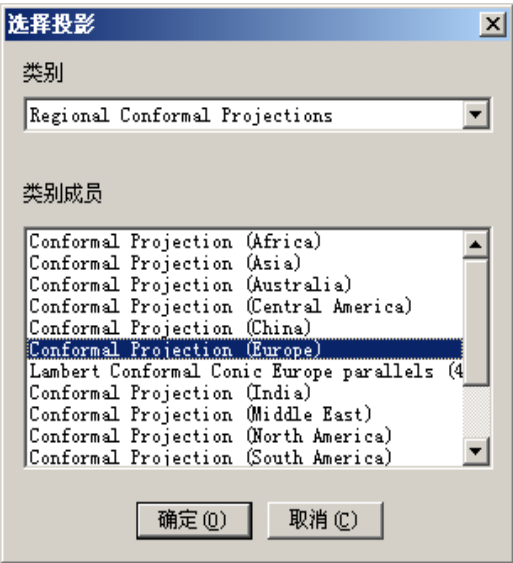 选择投影
类别
Regional Conformal Projections
类别成员
Conformal Projection (Africa)
Conformal Projection (Asia)
Conformal Projection (Australia)
Conformal Projection (Central America)
Conformal Projection (China)
Conformal Projection (Europe)
Lambert Conformal Conic Europe parallels (4
Conformal Projection (India)
Conformal Projection (Middle East)
Conformal Projection (North America)
Conformal Projection (South America)
确定(O) 取消(C)